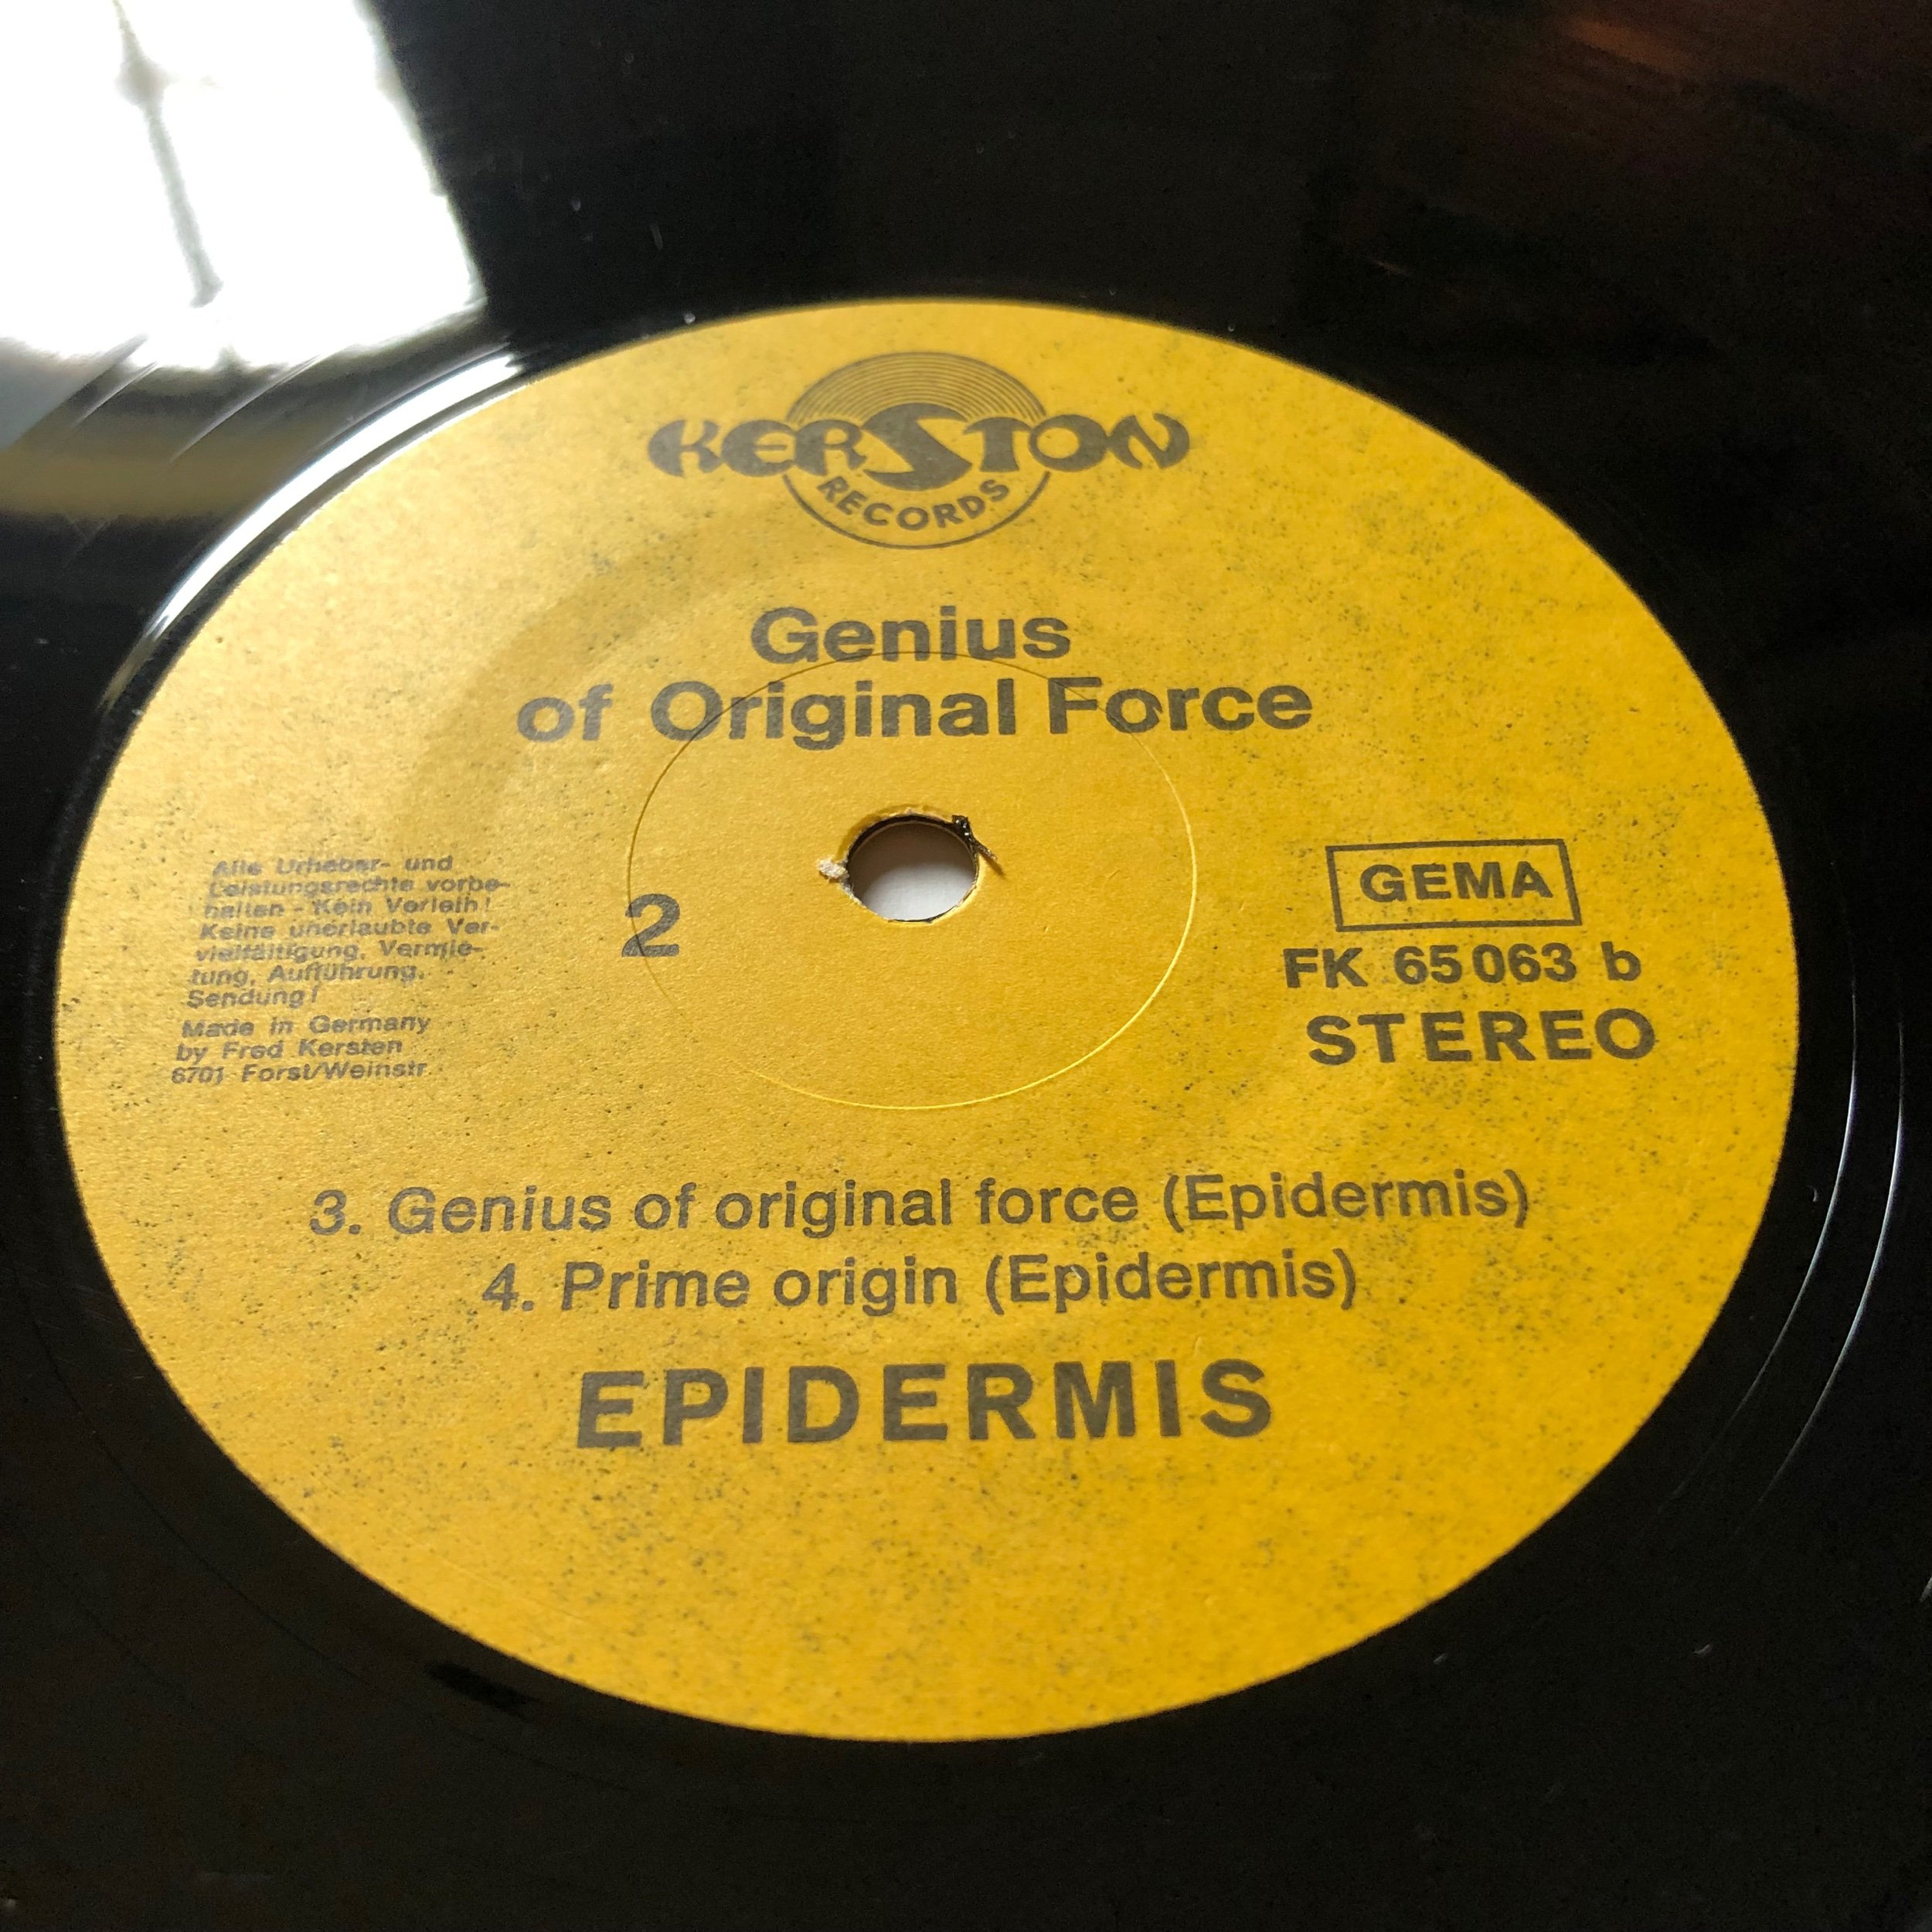 KERSTON
RECORDS
Genius
of Original Force
Alle Urheber- und
Leistungsrechte vorbe-
halten - Kein Verleih!
Keine unerlaubte Ver-
vielfältigung, Vermie-
tung, Aufführung,
Sendung!
Made in Germany
by Fred Kersten
6701 Forst/Weinstr.
2
GEMA
FK 65063 b
STEREO
3. Genius of original force (Epidermis)
4. Prime origin (Epidermis)
EPIDERMIS